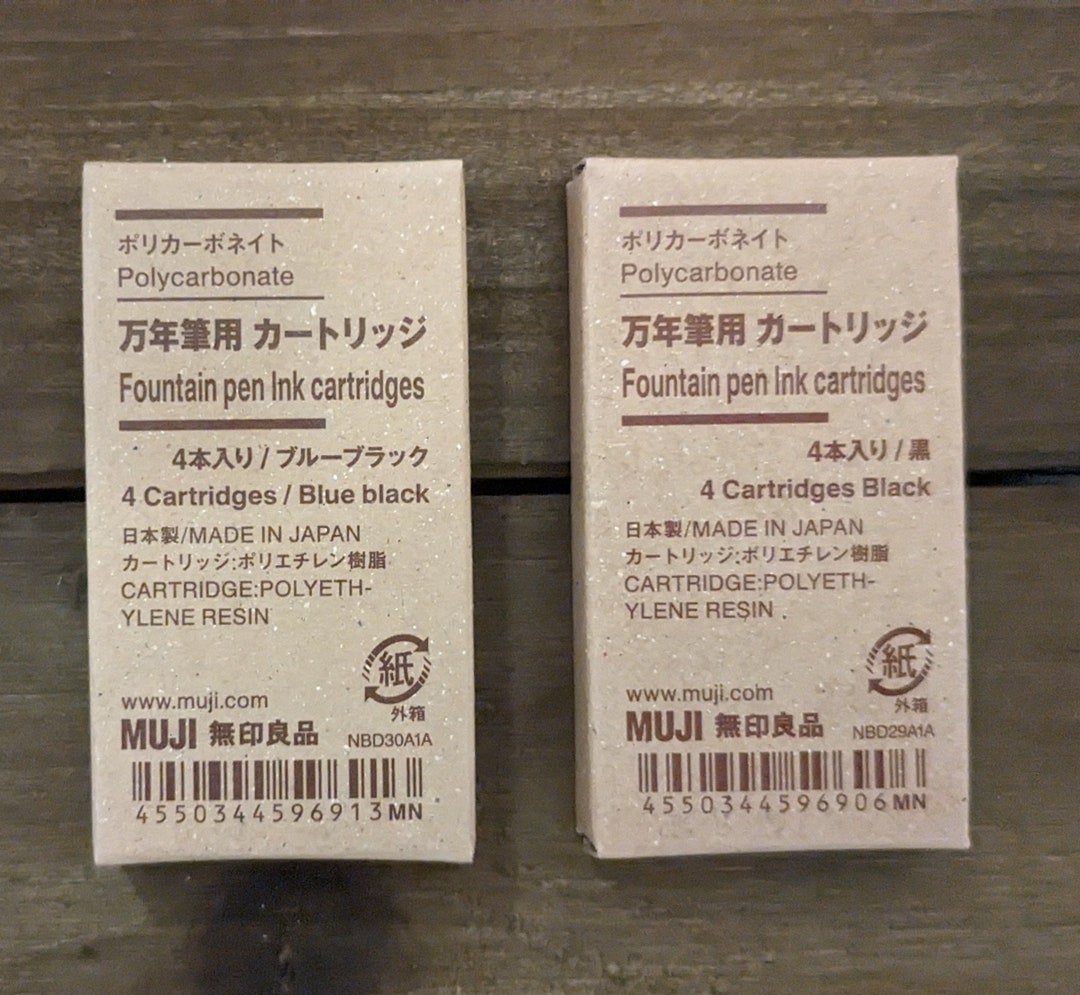 ポリカーボネイト
Polycarbonate
万年筆用 カートリッジ
Fountain pen Ink cartridges
4本入り / ブルーブラック
4 Cartridges / Blue black
日本製/MADE IN JAPAN
カートリッジ:ポリエチレン樹脂
CARTRIDGE:POLYETH-
YLENE RESIN
紙
外箱
www.muji.com
MUJI 無印良品
NBD30A1A
4550344596913MN
ポリカーボネイト
Polycarbonate
万年筆用 カートリッジ
Fountain pen Ink cartridges
4本入り / 黒
4 Cartridges Black
日本製/MADE IN JAPAN
カートリッジ:ポリエチレン樹脂
CARTRIDGE:POLYETH-
YLENE RESIN
紙
外箱
www.muji.com
MUJI 無印良品
NBD29A1A
4550344596906MN